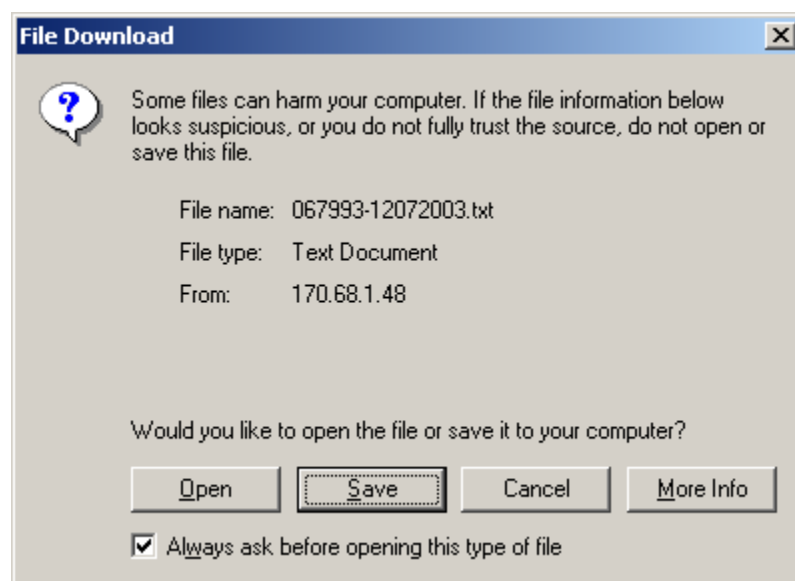 File Download
Some files can harm your computer. If the file information below
looks suspicious, or you do not fully trust the source, do not open or
save this file.
File name: 067993-12072003.txt
File type: Text Document
From: 170.68.1.48
Would you like to open the file or save it to your computer?
Open Save Cancel More Info
Always ask before opening this type of file